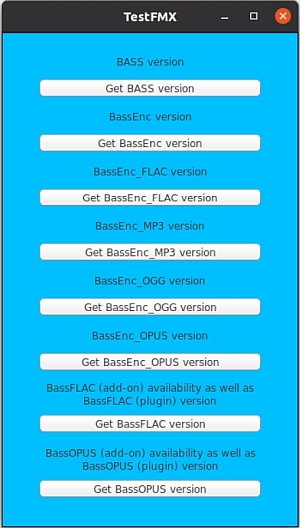 TestFMX
BASS version
Get BASS version
BassEnc version
Get BassEnc version
BassEnc_FLAC version
Get BassEnc_FLAC version
BassEnc_MP3 version
Get BassEnc_MP3 version
BassEnc_OGG version
Get BassEnc_OGG version
BassEnc_OPUS version
Get BassEnc_OPUS version
BassFLAC (add-on) availability as well as
BassFLAC (plugin) version
Get BassFLAC version
BassOPUS (add-on) availability as well as
BassOPUS (plugin) version
Get BassOPUS version